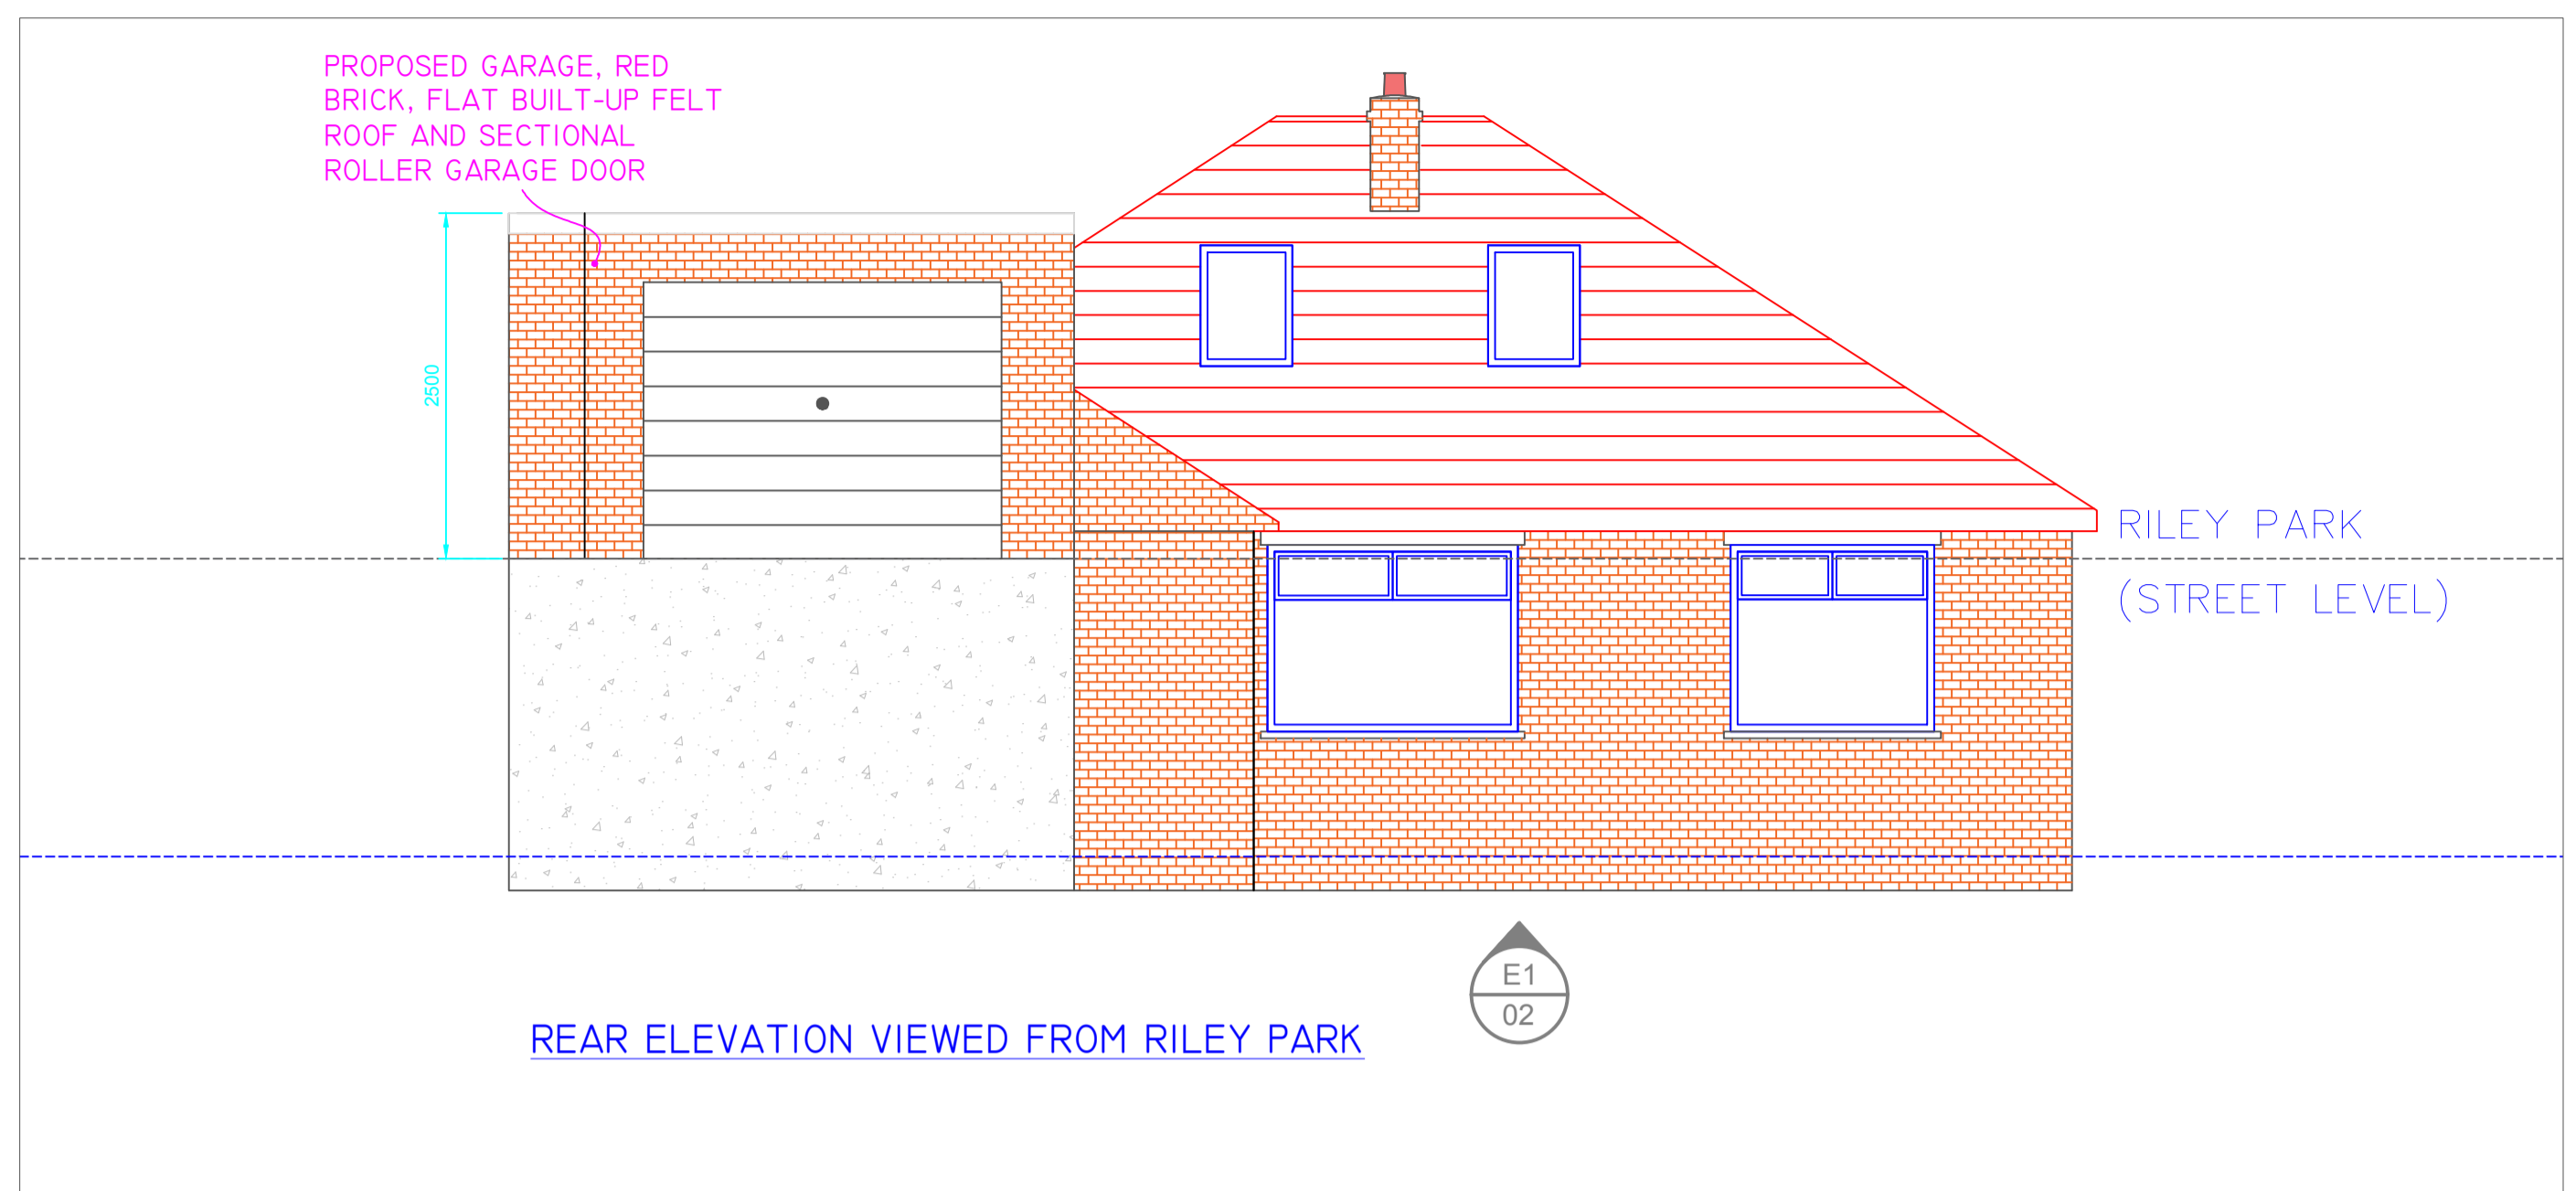 PROPOSED GARAGE, RED
BRICK, FLAT BUILT-UP FELT
ROOF AND SECTIONAL
ROLLER GARAGE DOOR
2500
RILEY PARK
(STREET LEVEL)
E1
02
REAR ELEVATION VIEWED FROM RILEY PARK